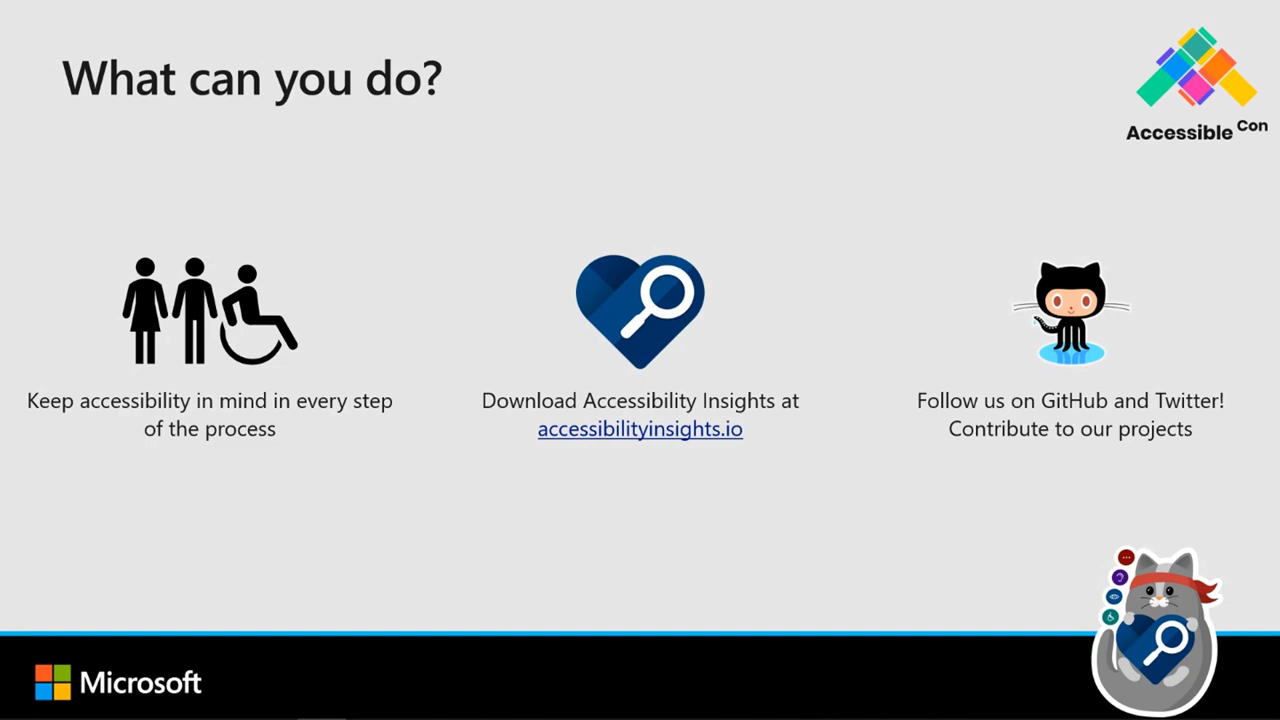 What can you do?
Accessible Con
Keep accessibility in mind in every step
of the process
Download Accessibility Insights at
accessibilityinsights.io
Follow us on GitHub and Twitter!
Contribute to our projects
Microsoft